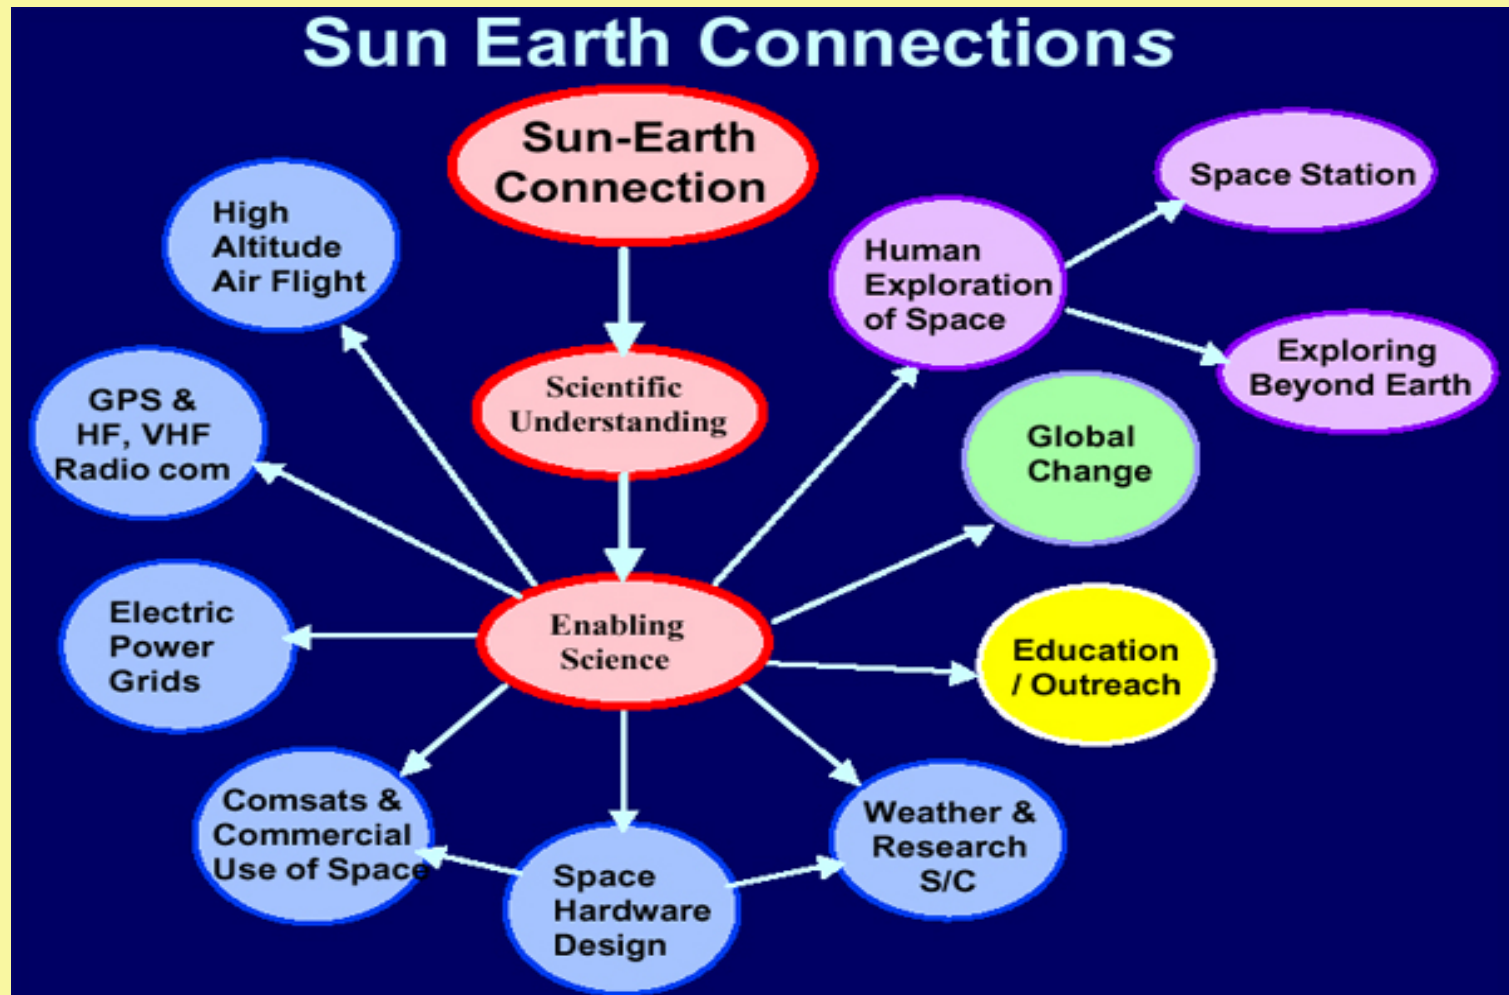 Sun Earth Connections
Sun-Earth
Connection
High
Altitude
Air Flight
Human
Exploration
of Space
Space Station
Exploring
Beyond Earth
GPS &
HF, VHF
Radio com
Scientific
Understanding
Global
Change
Electric
Power
Grids
Enabling
Science
Education
/ Outreach
Comsats &
Commercial
Use of Space
Space
Hardware
Design
Weather &
Research
S/C